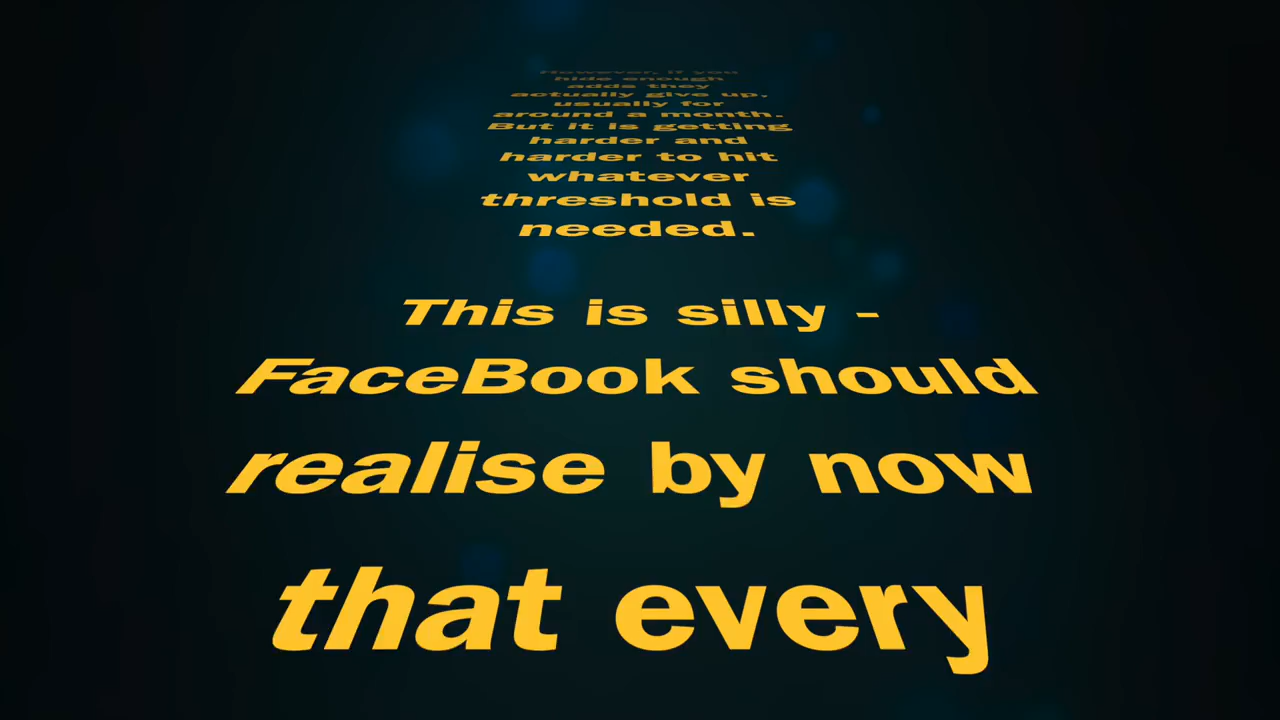 However, if you
hide enough
adds they
actually give up,
usually for
around a month.
But it is getting
harder and
harder to hit
whatever
threshold is
needed.
This is silly -
FaceBook should
realise by now
that every